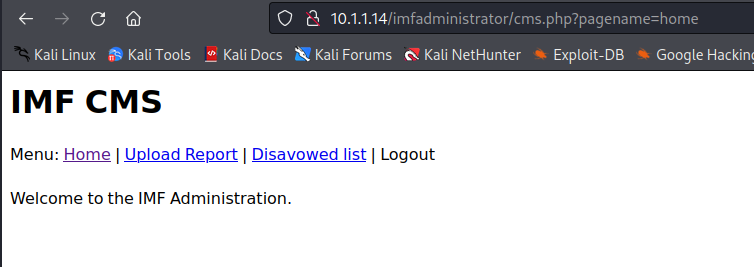 10.1.1.14/imfadministrator/cms.php?pagename=home
Kali Linux Kali Tools Kali Docs Kali Forums Kali NetHunter Exploit-DB Google Hacking
IMF CMS
Menu: Home | Upload Report | Disavowed list | Logout
Welcome to the IMF Administration.